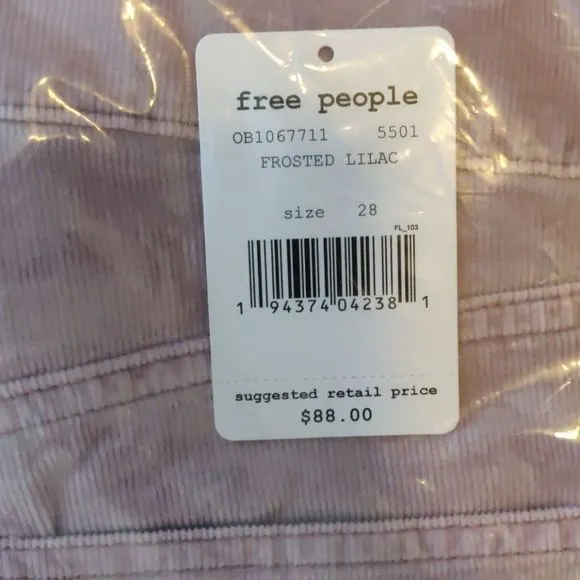 free people
OB1067711 5501
FROSTED LILAC
size 28
FL_103
1 94374 04238 1
suggested retail price
$88.00